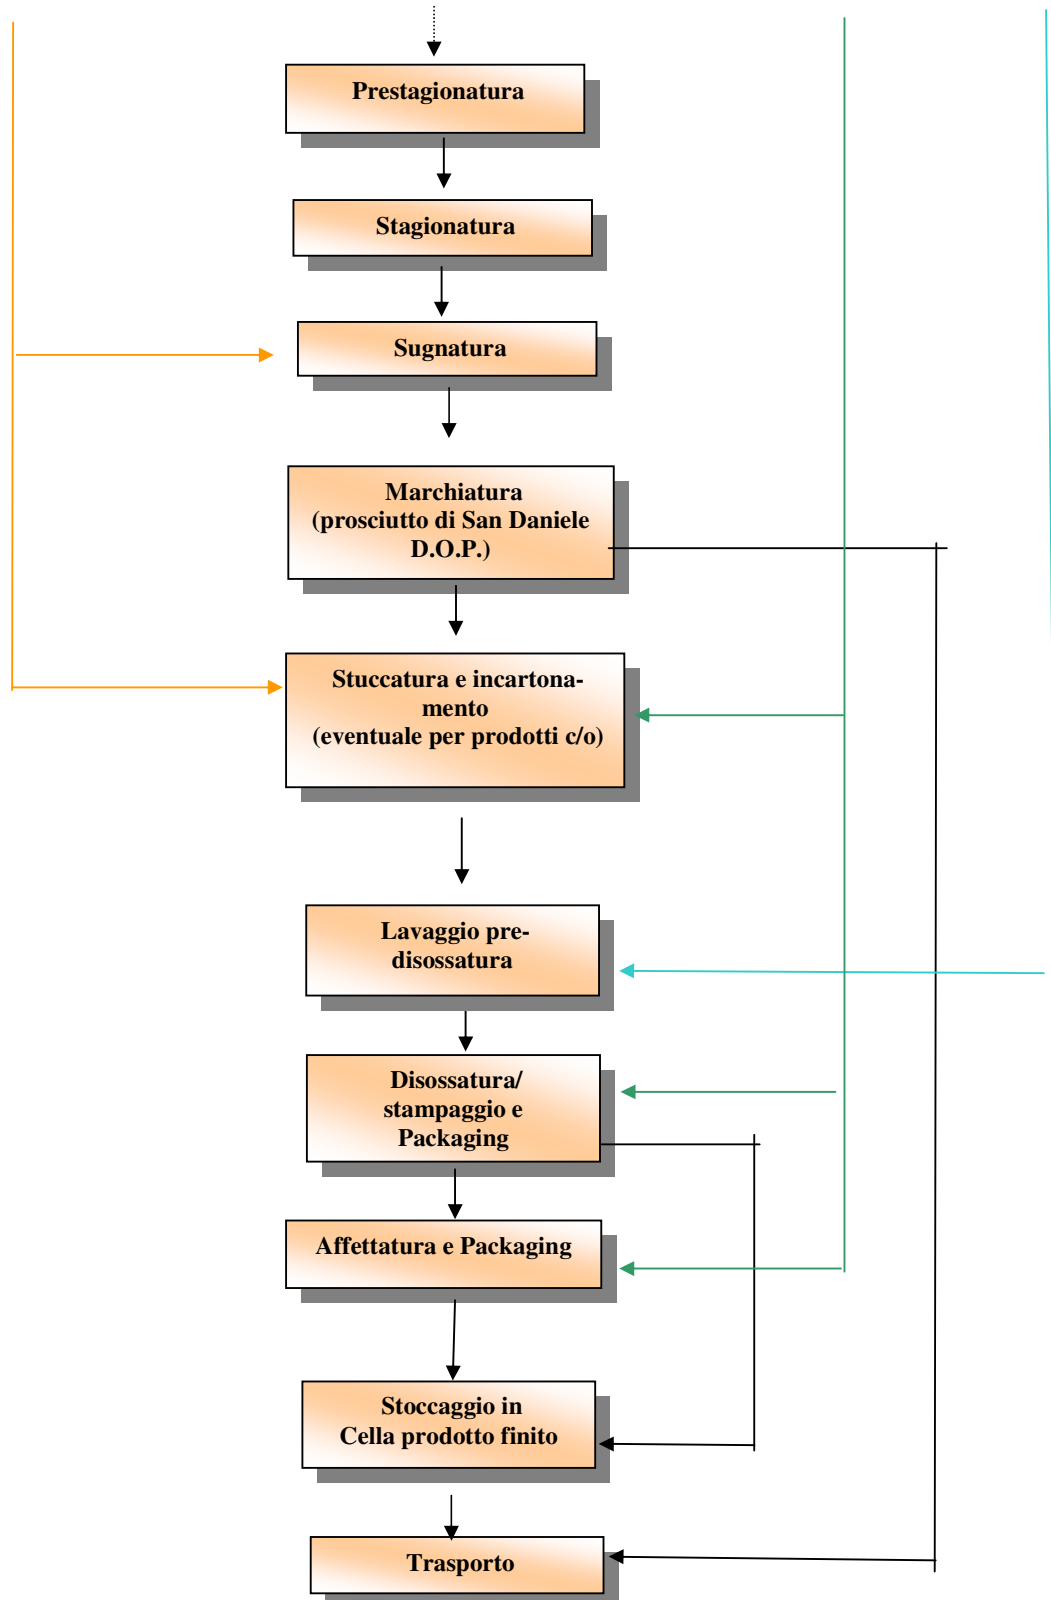 Prestagionatura
Stagionatura
Sugnatura
Marchiatura
(prosciutto di San Daniele
D.O.P.)
Stuccatura e incartona-
mento
(eventuale per prodotti c/o)
Lavaggio pre-
disossatura
Disossatura/
stampaggio e
Packaging
Affettatura e Packaging
Stoccaggio in
Cella prodotto finito
Trasporto